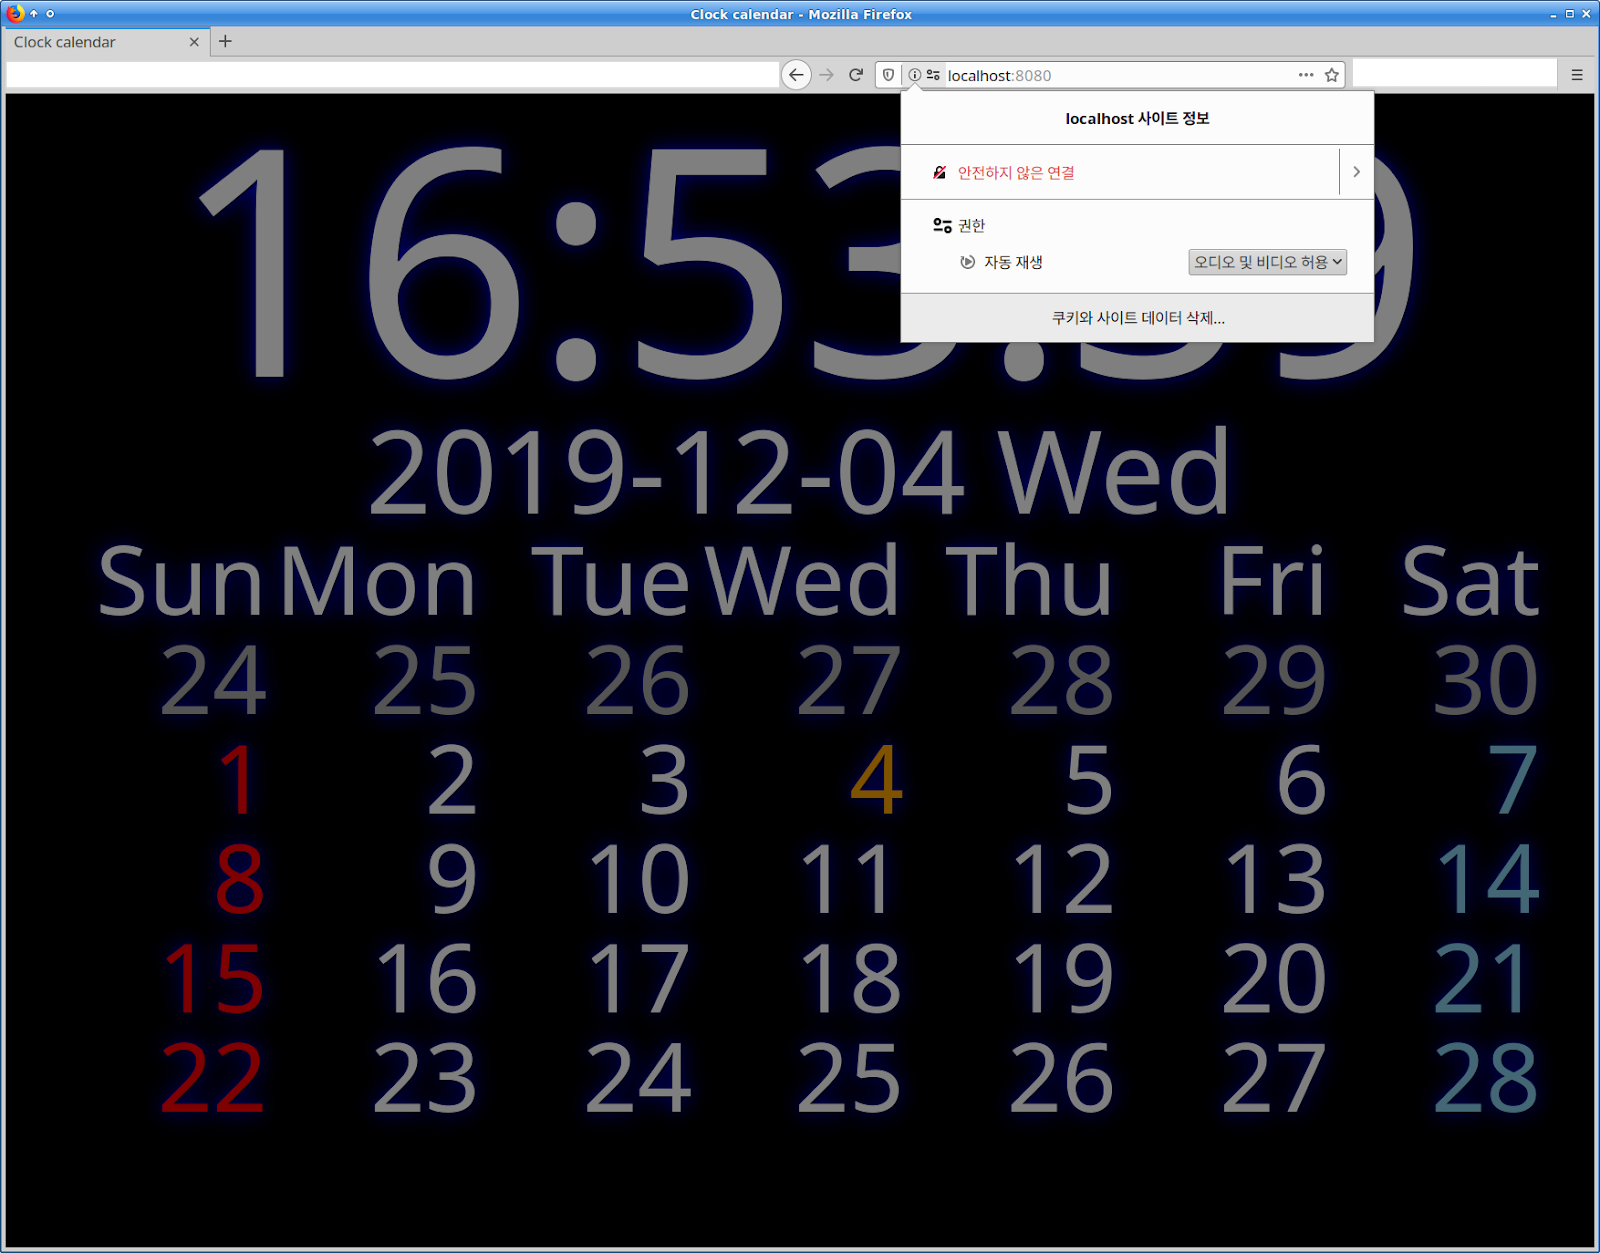 Clock calendar - Mozilla Firefox
Clock calendar
localhost:8080
localhost 사이트 정보
안전하지 않은 연결
권한
자동 재생 오디오 및 비디오 허용
쿠키와 사이트 데이터 삭제...
16:53:39
2019-12-04 Wed
Sun Mon Tue Wed Thu Fri Sat
24 25 26 27 28 29 30
1 2 3 4 5 6 7
8 9 10 11 12 13 14
15 16 17 18 19 20 21
22 23 24 25 26 27 28